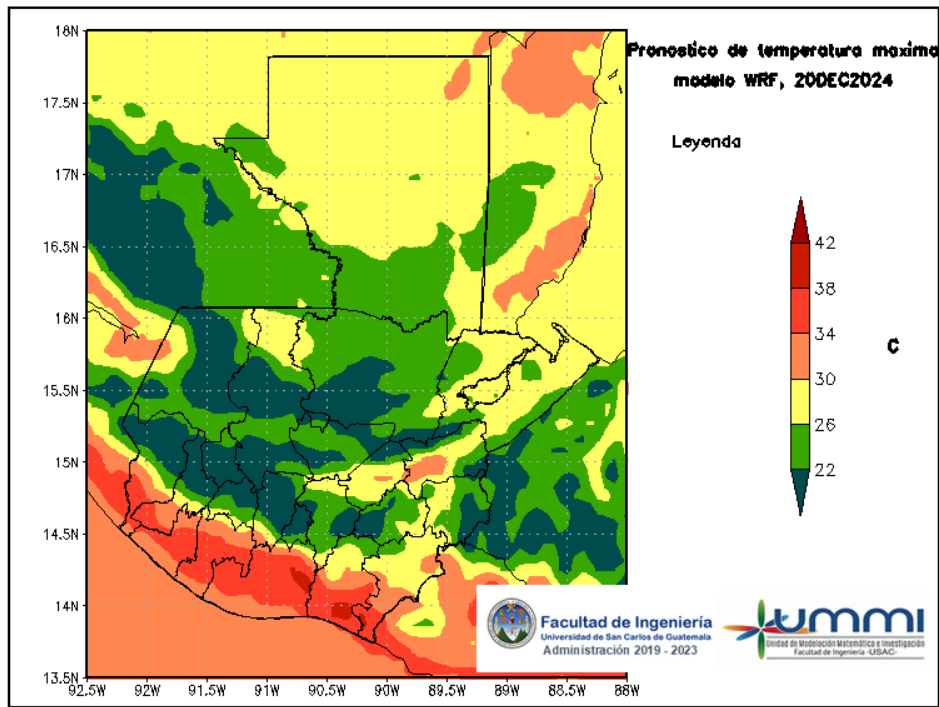 Pronostico de temperatura maxima
modelo WRF, 20DEC2024
Leyenda
18N
17.5N
17N
16.5N
16N
15.5N
15N
14.5N
14N
13.5N
92.5W
92W
91.5W
91W
90.5W
90W
89.5W
89W
88.5W
88W
42
38
34
30
26
22
C
Facultad de Ingeniería
Universidad de San Carlos de Guatemala
Administración 2019 - 2023
ummi
Unidad de Modelación Matemática e Investigación
Facultad de Ingeniería -USAC-